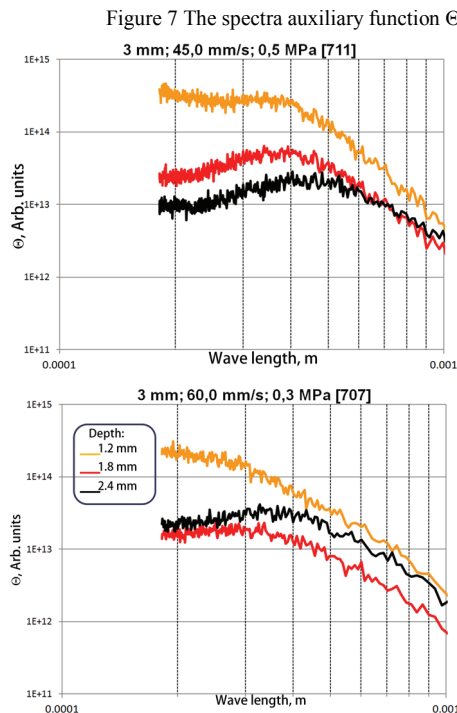 Figure 7 The spectra auxiliary function Θ
3 mm; 45,0 mm/s; 0,5 MPa [711]
1E+15
1E+14
1E+13
1E+12
1E+11
Θ, Arb. units
0.0001
Wave length, m
0.001
3 mm; 60,0 mm/s; 0,3 MPa [707]
1E+15
Depth:
1.2 mm
1.8 mm
2.4 mm
1E+14
1E+13
1E+12
1E+11
Θ, Arb. units
0.0001
Wave length, m
0.001